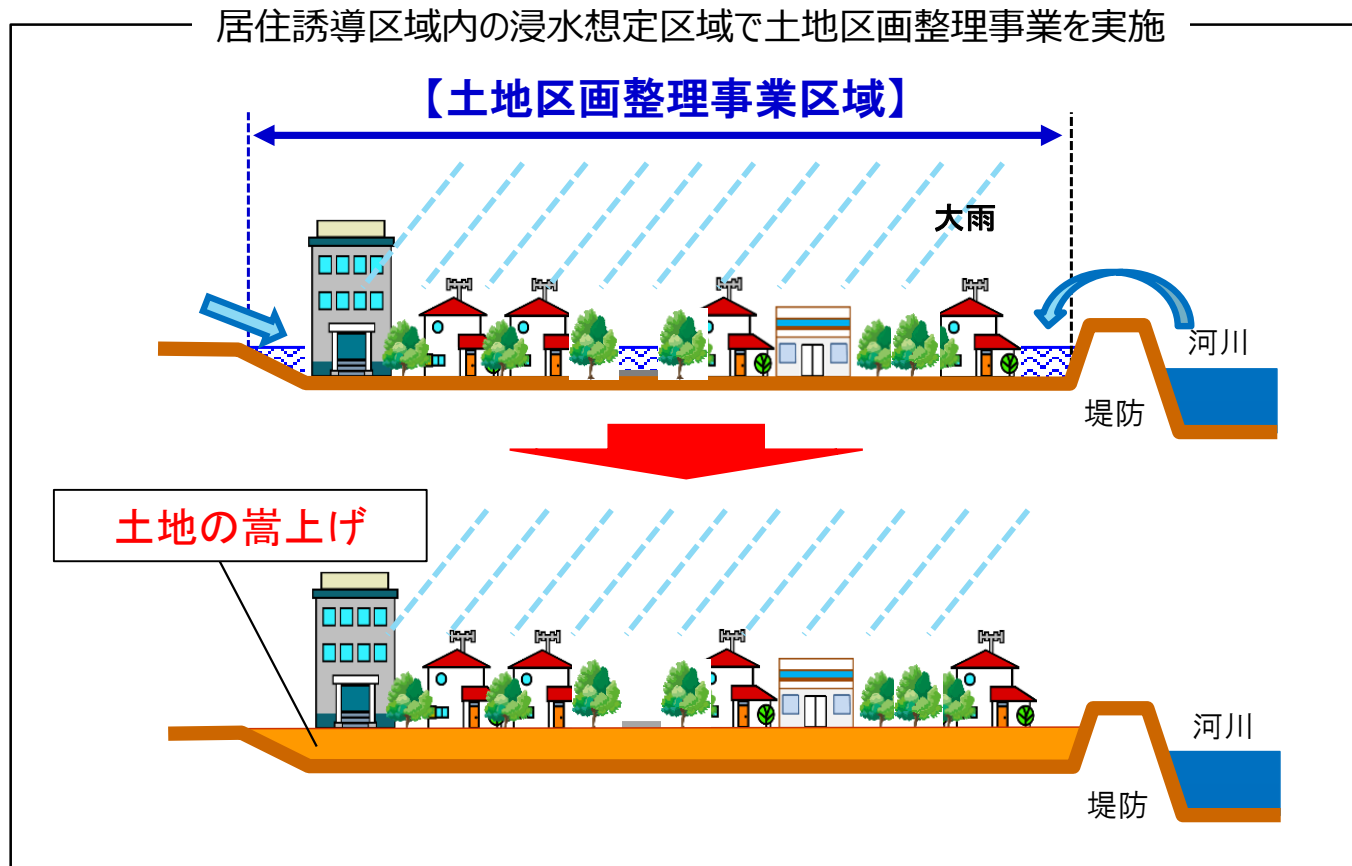 居住誘導区域内の浸水想定区域で土地区画整理事業を実施
【土地区画整理事業区域】
大雨
河川
堤防
土地の嵩上げ
河川
堤防